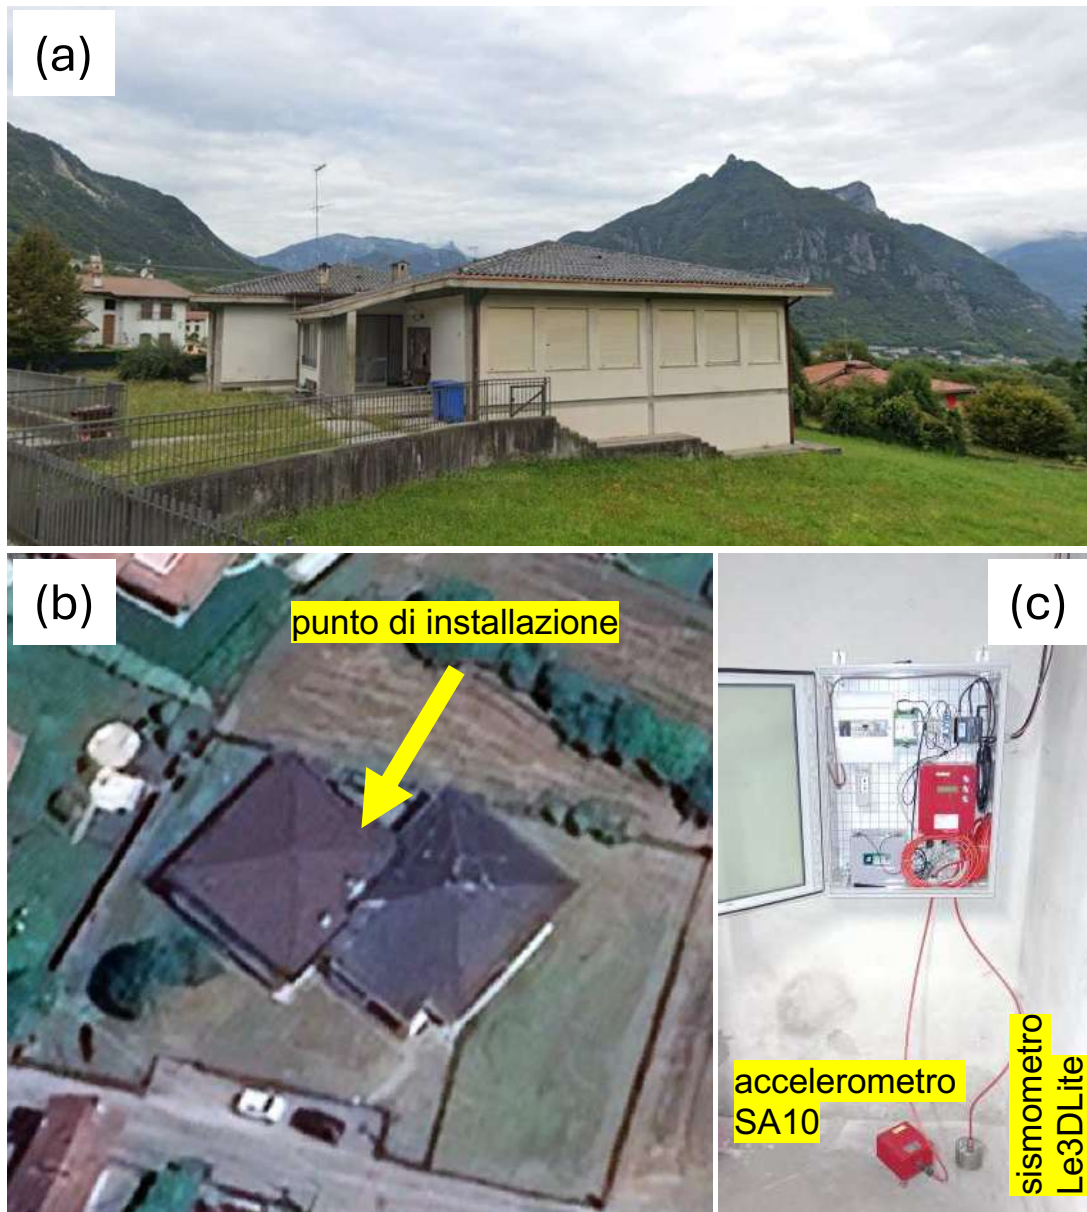 (a)
(b)
punto di installazione
(c)
accelerometro
SA10
sismometro
Le3DLite